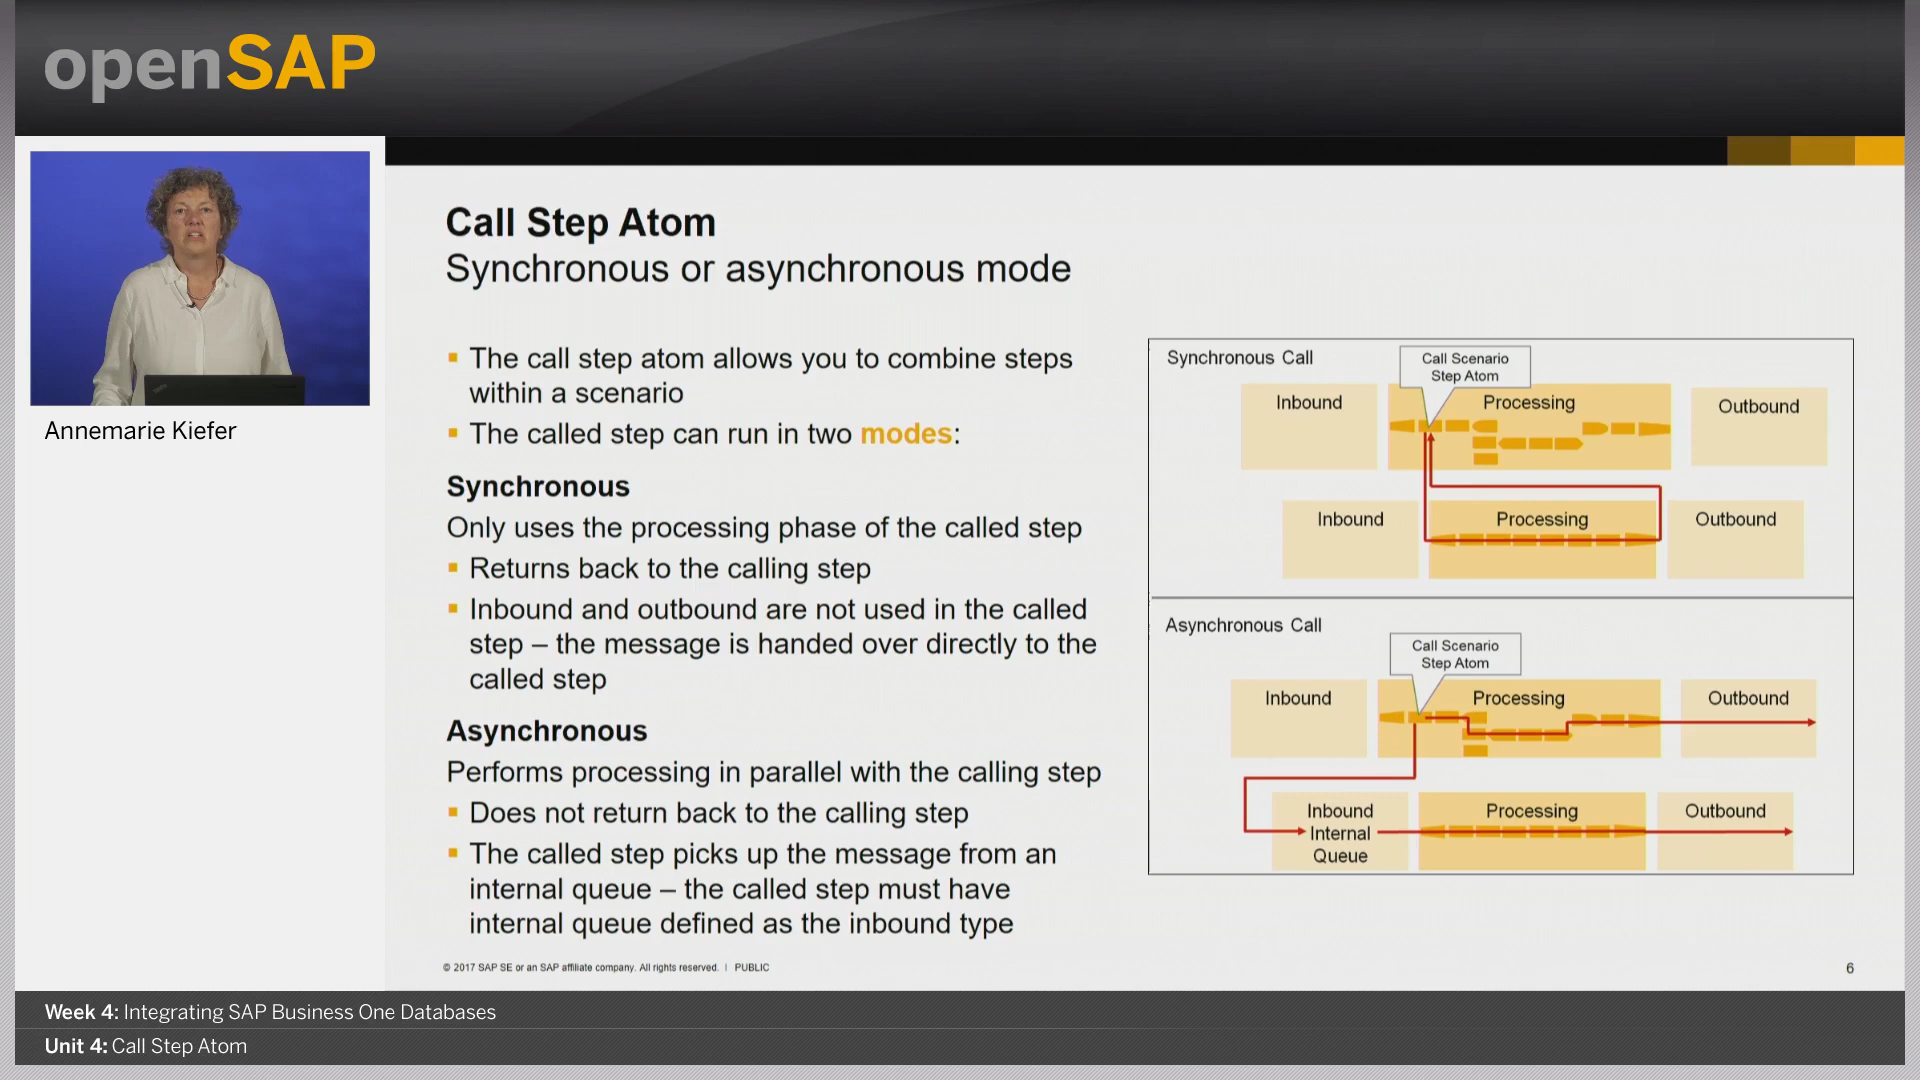 openSAP
Annemarie Kiefer
Call Step Atom
Synchronous or asynchronous mode
▪ The call step atom allows you to combine steps
within a scenario
▪ The called step can run in two modes:
Synchronous
Only uses the processing phase of the called step
▪ Returns back to the calling step
▪ Inbound and outbound are not used in the called
step – the message is handed over directly to the
called step
Asynchronous
Performs processing in parallel with the calling step
▪ Does not return back to the calling step
▪ The called step picks up the message from an
internal queue – the called step must have
internal queue defined as the inbound type
Synchronous Call
Call Scenario
Step Atom
Inbound
Processing
Outbound
Inbound
Processing
Outbound
Asynchronous Call
Call Scenario
Step Atom
Inbound
Processing
Outbound
Inbound
Internal
Queue
Processing
Outbound
© 2017 SAP SE or an SAP affiliate company. All rights reserved. | PUBLIC
6
Week 4: Integrating SAP Business One Databases
Unit 4: Call Step Atom